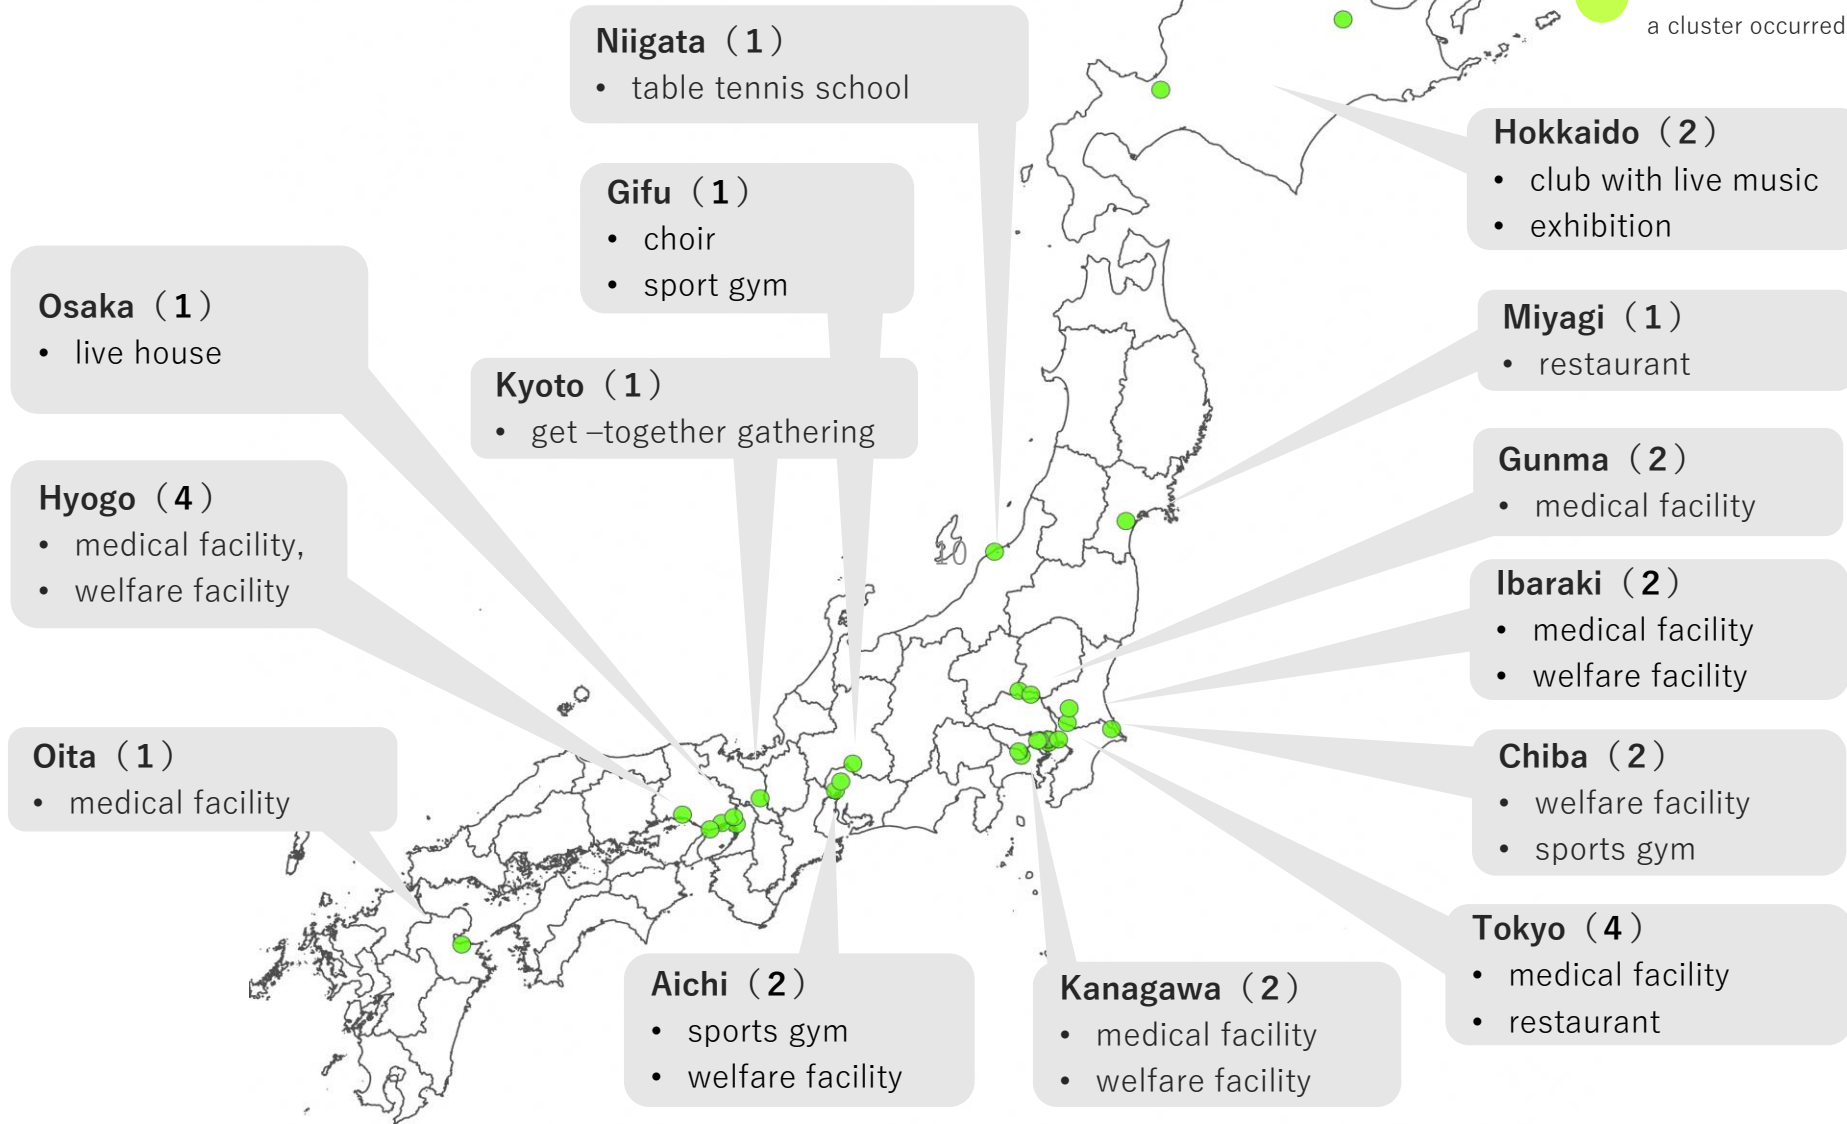 a cluster occurred
Niigata（1）
• table tennis school
Gifu（1）
• choir
• sport gym
Hokkaido（2）
• club with live music
• exhibition
Osaka（1）
• live house
Kyoto（1）
• get –together gathering
Miyagi（1）
• restaurant
Hyogo（4）
• medical facility,
• welfare facility
Gunma（2）
• medical facility
10
Ibaraki（2）
• medical facility
• welfare facility
Oita（1）
• medical facility
Chiba（2）
• welfare facility
• sports gym
Aichi（2）
• sports gym
• welfare facility
Kanagawa（2）
• medical facility
• welfare facility
Tokyo（4）
• medical facility
• restaurant